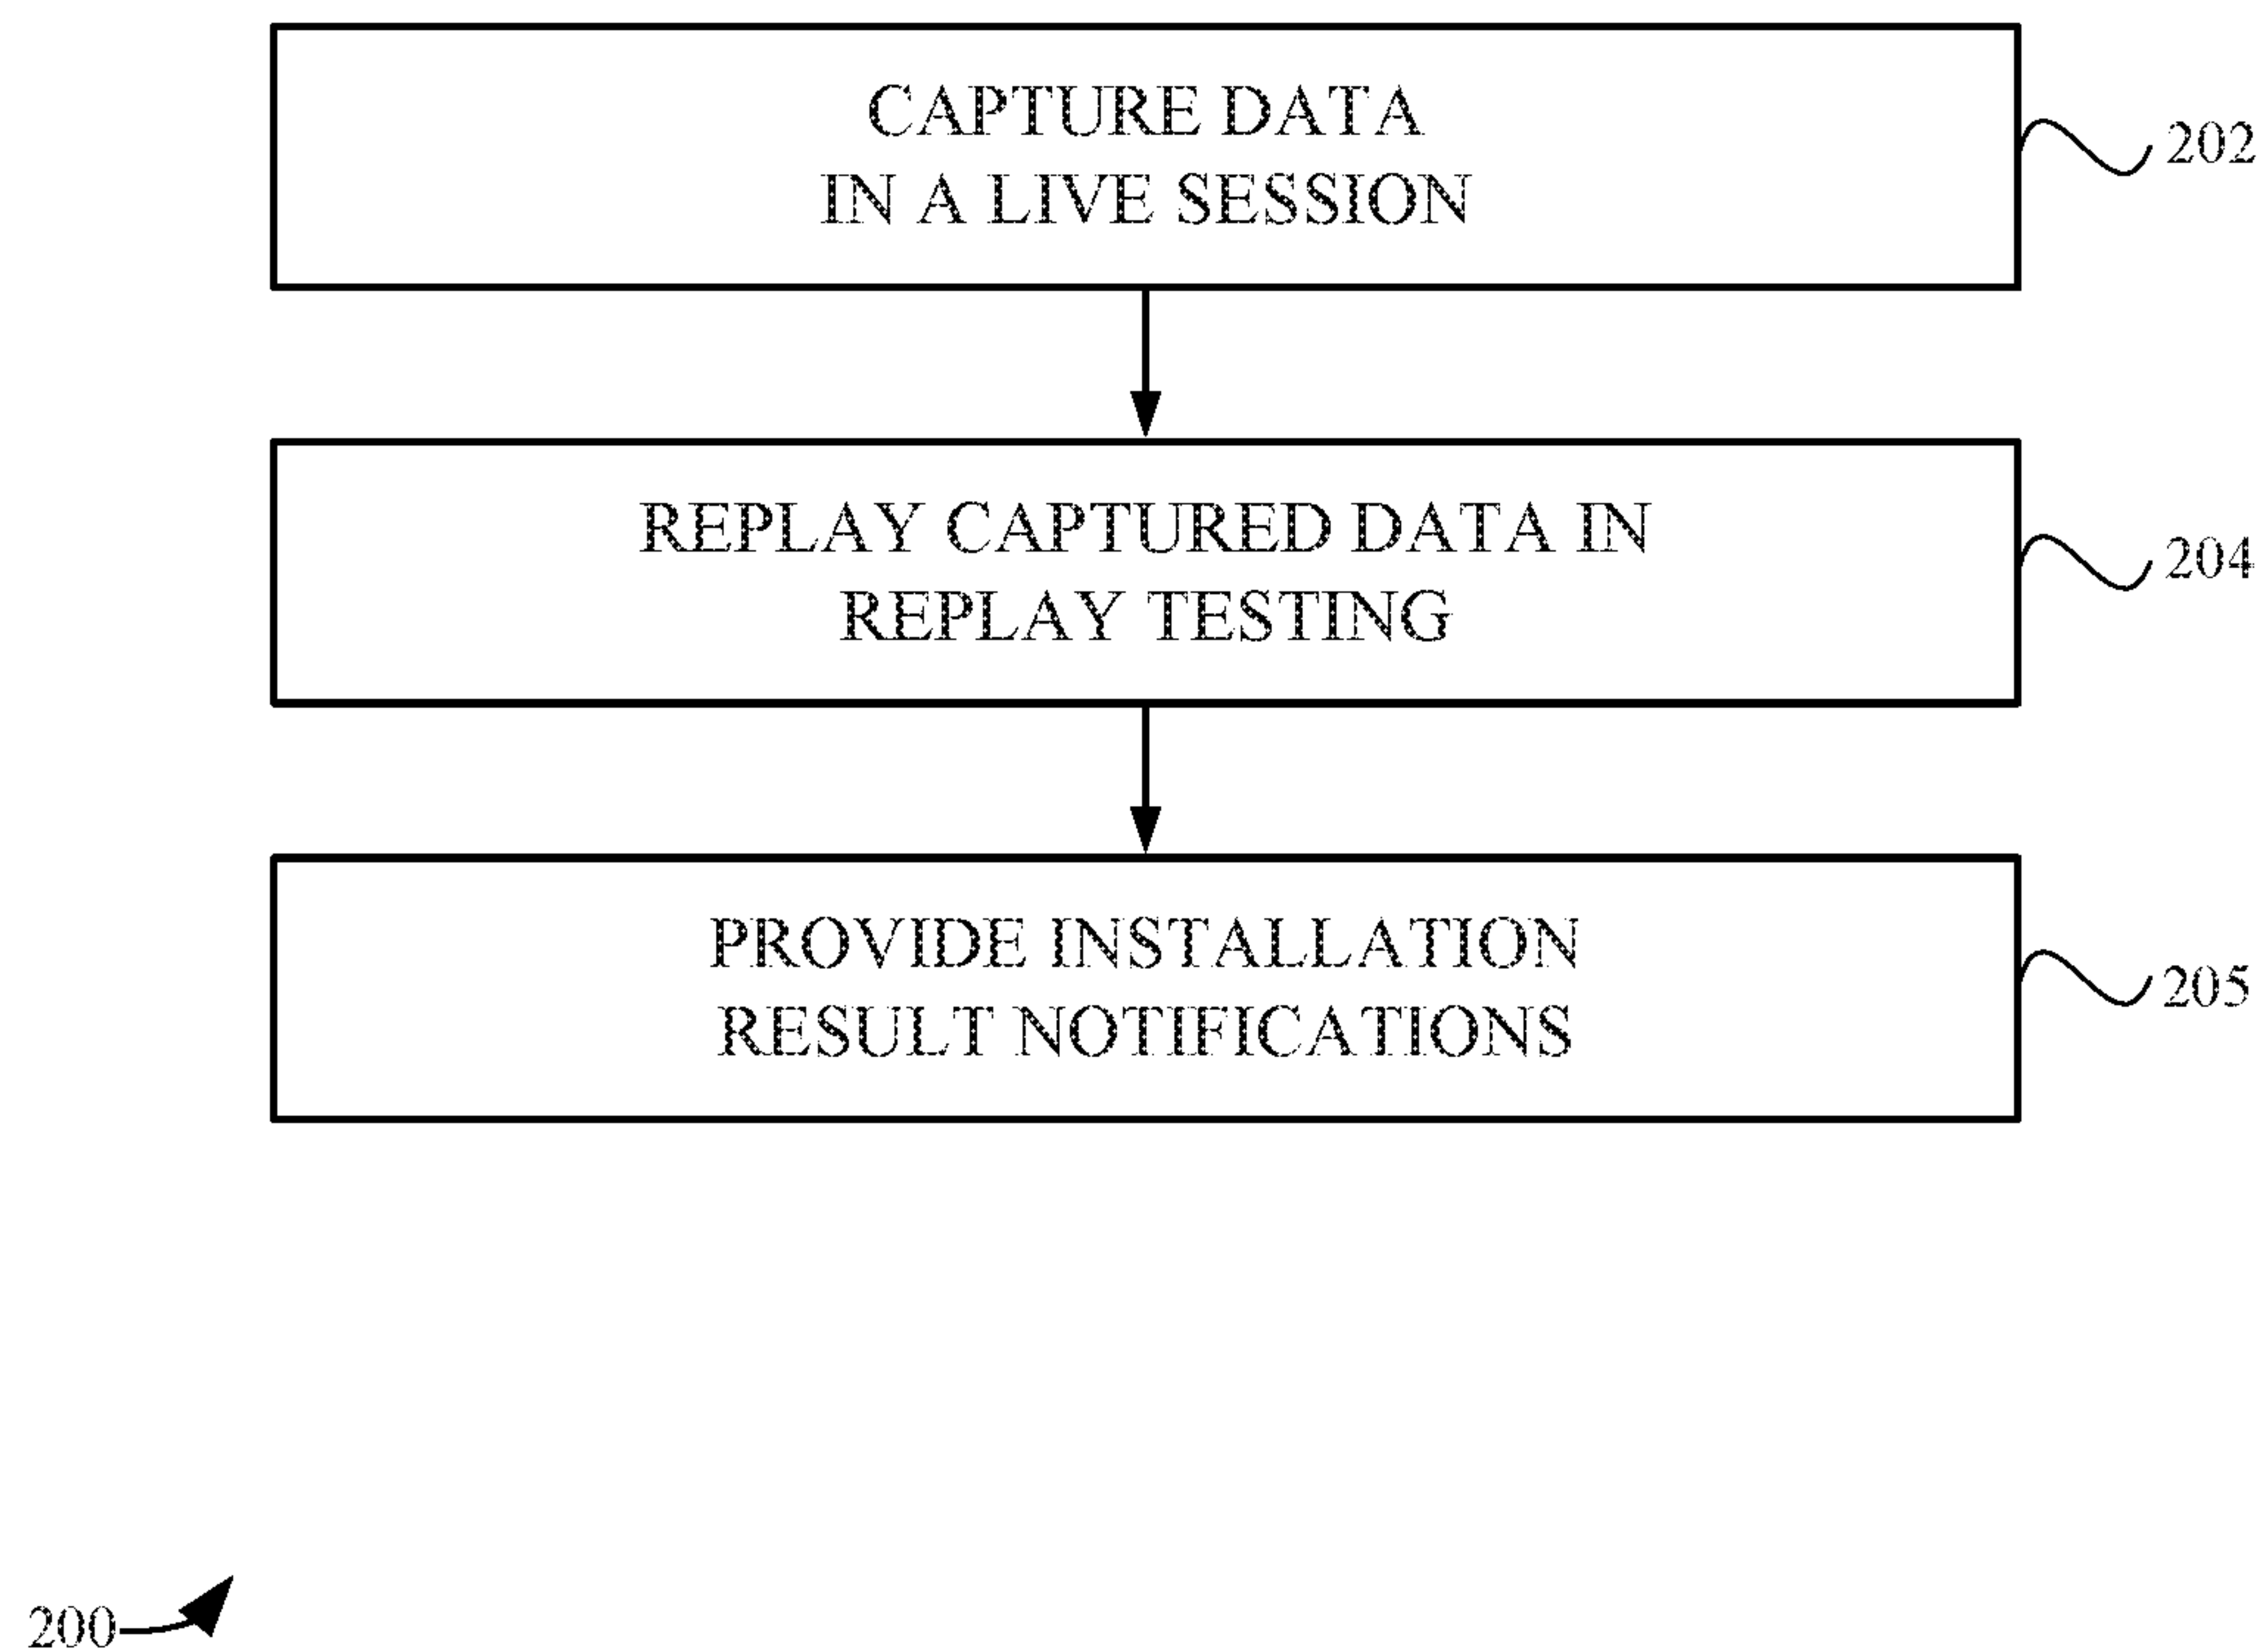 CAPTURE DATA
IN A LIVE SESSION
202
REPLAY CAPTURED DATA IN
REPLAY TESTING
204
PROVIDE INSTALLATION
RESULT NOTIFICATIONS
205
200